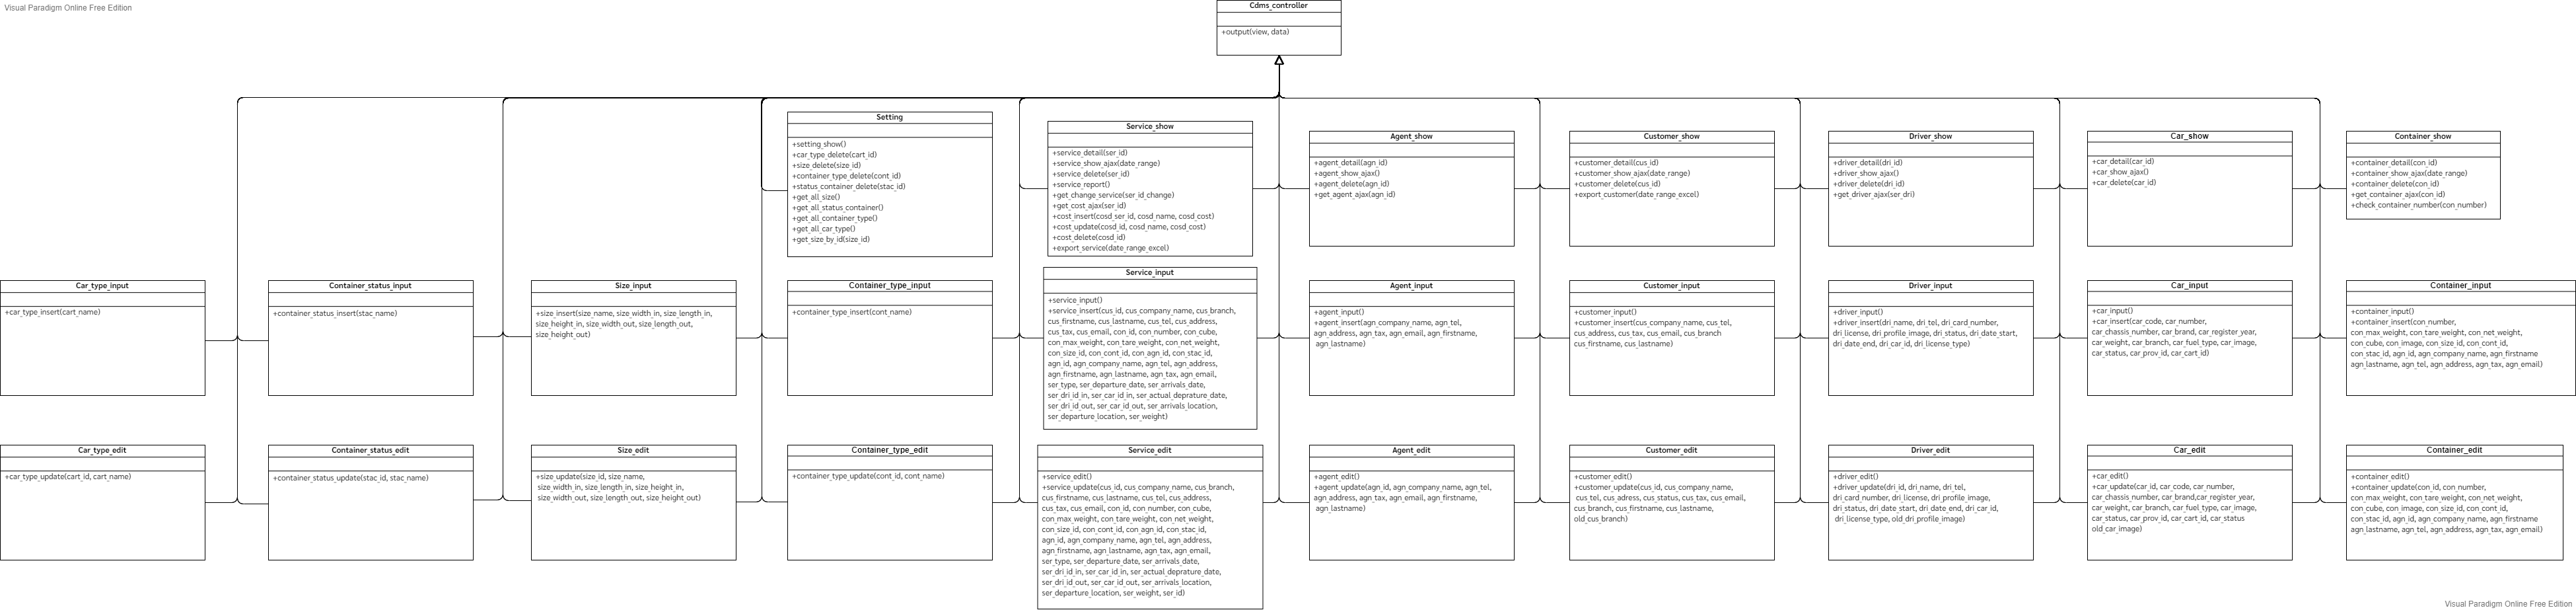 Visual Paradigm Online Free Edition
Cdms_controller
+output(view, data)
Setting
+setting_show()
+car_type_delete(cart_id)
+size_delete(size_id)
+container_type_delete(cont_id)
+status_container_delete(stac_id)
+get_all_size()
+get_all_status_container()
+get_all_container_type()
+get_all_car_type()
+get_size_by_id(size_id)
Service_show
+service_detail(ser_id)
+service_show_ajax(date_range)
+service_delete(ser_id)
+service_report()
+get_change_service(ser_id_change)
+get_cost_ajax(ser_id)
+cost_insert(cosd_ser_id, cosd_name, cosd_cost)
+cost_update(cosd_id, cosd_name, cosd_cost)
+cost_delete(cosd_id)
+export_service(date_range_excel)
Agent_show
+agent_detail(agn_id)
+agent_show_ajax()
+agent_delete(agn_id)
+get_agent_ajax(agn_id)
Customer_show
+customer_detail(cus_id)
+customer_show_ajax(date_range)
+customer_delete(cus_id)
+export_customer(date_range_excel)
Driver_show
+driver_detail(dri_id)
+driver_show_ajax()
+driver_delete(dri_id)
+get_driver_ajax(ser_dri)
Car_show
+car_detail(car_id)
+car_show_ajax()
+car_delete(car_id)
Container_show
+container_detail(con_id)
+container_show_ajax(date_range)
+container_delete(con_id)
+get_container_ajax(con_id)
+check_container_number(con_number)
Car_type_input
+car_type_insert(cart_name)
Container_status_input
+container_status_insert(stac_name)
Size_input
+size_insert(size_name, size_width_in, size_length_in,
size_height_in, size_width_out, size_length_out,
size_height_out)
Container_type_input
+container_type_insert(cont_name)
Service_input
+service_input()
+service_insert(cus_id, cus_company_name, cus_branch,
cus_firstname, cus_lastname, cus_tel, cus_address,
cus_tax, cus_email, con_id, con_number, con_cube,
con_max_weight, con_tare_weight, con_net_weight,
con_size_id, con_cont_id, con_agn_id, con_stac_id,
agn_id, agn_company_name, agn_tel, agn_address,
agn_firstname, agn_lastname, agn_tax, agn_email,
ser_type, ser_departure_date, ser_arrivals_date,
ser_dri_id_in, ser_car_id_in, ser_actual_deprature_date,
ser_dri_id_out, ser_car_id_out, ser_arrivals_location,
ser_departure_location, ser_weight)
Agent_input
+agent_input()
+agent_insert(agn_company_name, agn_tel,
agn_address, agn_tax, agn_email, agn_firstname,
agn_lastname)
Customer_input
+customer_input()
+customer_insert(cus_company_name, cus_tel,
cus_address, cus_tax, cus_email, cus_branch
cus_firstname, cus_lastname)
Driver_input
+driver_input()
+driver_insert(dri_name, dri_tel, dri_card_number,
dri_license, dri_profile_image, dri_status, dri_date_start,
dri_date_end, dri_car_id, dri_license_type)
Car_input
+car_input()
+car_insert(car_code, car_number,
car_chassis_number, car_brand, car_register_year,
car_weight, car_branch, car_fuel_type, car_image,
car_status, car_prov_id, car_cart_id)
Container_input
+container_input()
+container_insert(con_number,
con_max_weight, con_tare_weight, con_net_weight,
con_cube, con_image, con_size_id, con_cont_id,
con_stac_id, agn_id, agn_company_name, agn_firstname
agn_lastname, agn_tel, agn_address, agn_tax, agn_email)
Car_type_edit
+car_type_update(cart_id, cart_name)
Container_status_edit
+container_status_update(stac_id, stac_name)
Size_edit
+size_update(size_id, size_name,
size_width_in, size_length_in, size_height_in,
size_width_out, size_length_out, size_height_out)
Container_type_edit
+container_type_update(cont_id, cont_name)
Service_edit
+service_edit()
+service_update(cus_id, cus_company_name, cus_branch,
cus_firstname, cus_lastname, cus_tel, cus_address,
cus_tax, cus_email, con_id, con_number, con_cube,
con_max_weight, con_tare_weight, con_net_weight,
con_size_id, con_cont_id, con_agn_id, con_stac_id,
agn_id, agn_company_name, agn_tel, agn_address,
agn_firstname, agn_lastname, agn_tax, agn_email,
ser_type, ser_departure_date, ser_arrivals_date,
ser_dri_id_in, ser_car_id_in, ser_actual_deprature_date,
ser_dri_id_out, ser_car_id_out, ser_arrivals_location,
ser_departure_location, ser_weight, ser_id)
Agent_edit
+agent_edit()
+agent_update(agn_id, agn_company_name, agn_tel,
agn_address, agn_tax, agn_email, agn_firstname,
agn_lastname)
Customer_edit
+customer_edit()
+customer_update(cus_id, cus_company_name,
cus_tel, cus_adress, cus_status, cus_tax, cus_email,
cus_branch, cus_firstname, cus_lastname,
old_cus_branch)
Driver_edit
+driver_edit()
+driver_update(dri_id, dri_name, dri_tel,
dri_card_number, dri_license, dri_profile_image,
dri_status, dri_date_start, dri_date_end, dri_car_id,
dri_license_type, old_dri_profile_image)
Car_edit
+car_edit()
+car_update(car_id, car_code, car_number,
car_chassis_number, car_brand,car_register_year,
car_weight, car_branch, car_fuel_type, car_image,
car_status, car_prov_id, car_cart_id, car_status
old_car_image)
Container_edit
+container_edit()
+container_update(con_id, con_number,
con_max_weight, con_tare_weight, con_net_weight,
con_cube, con_image, con_size_id, con_cont_id,
con_stac_id, agn_id, agn_company_name, agn_firstname
agn_lastname, agn_tel, agn_address, agn_tax, agn_email)
Visual Paradigm Online Free Edition